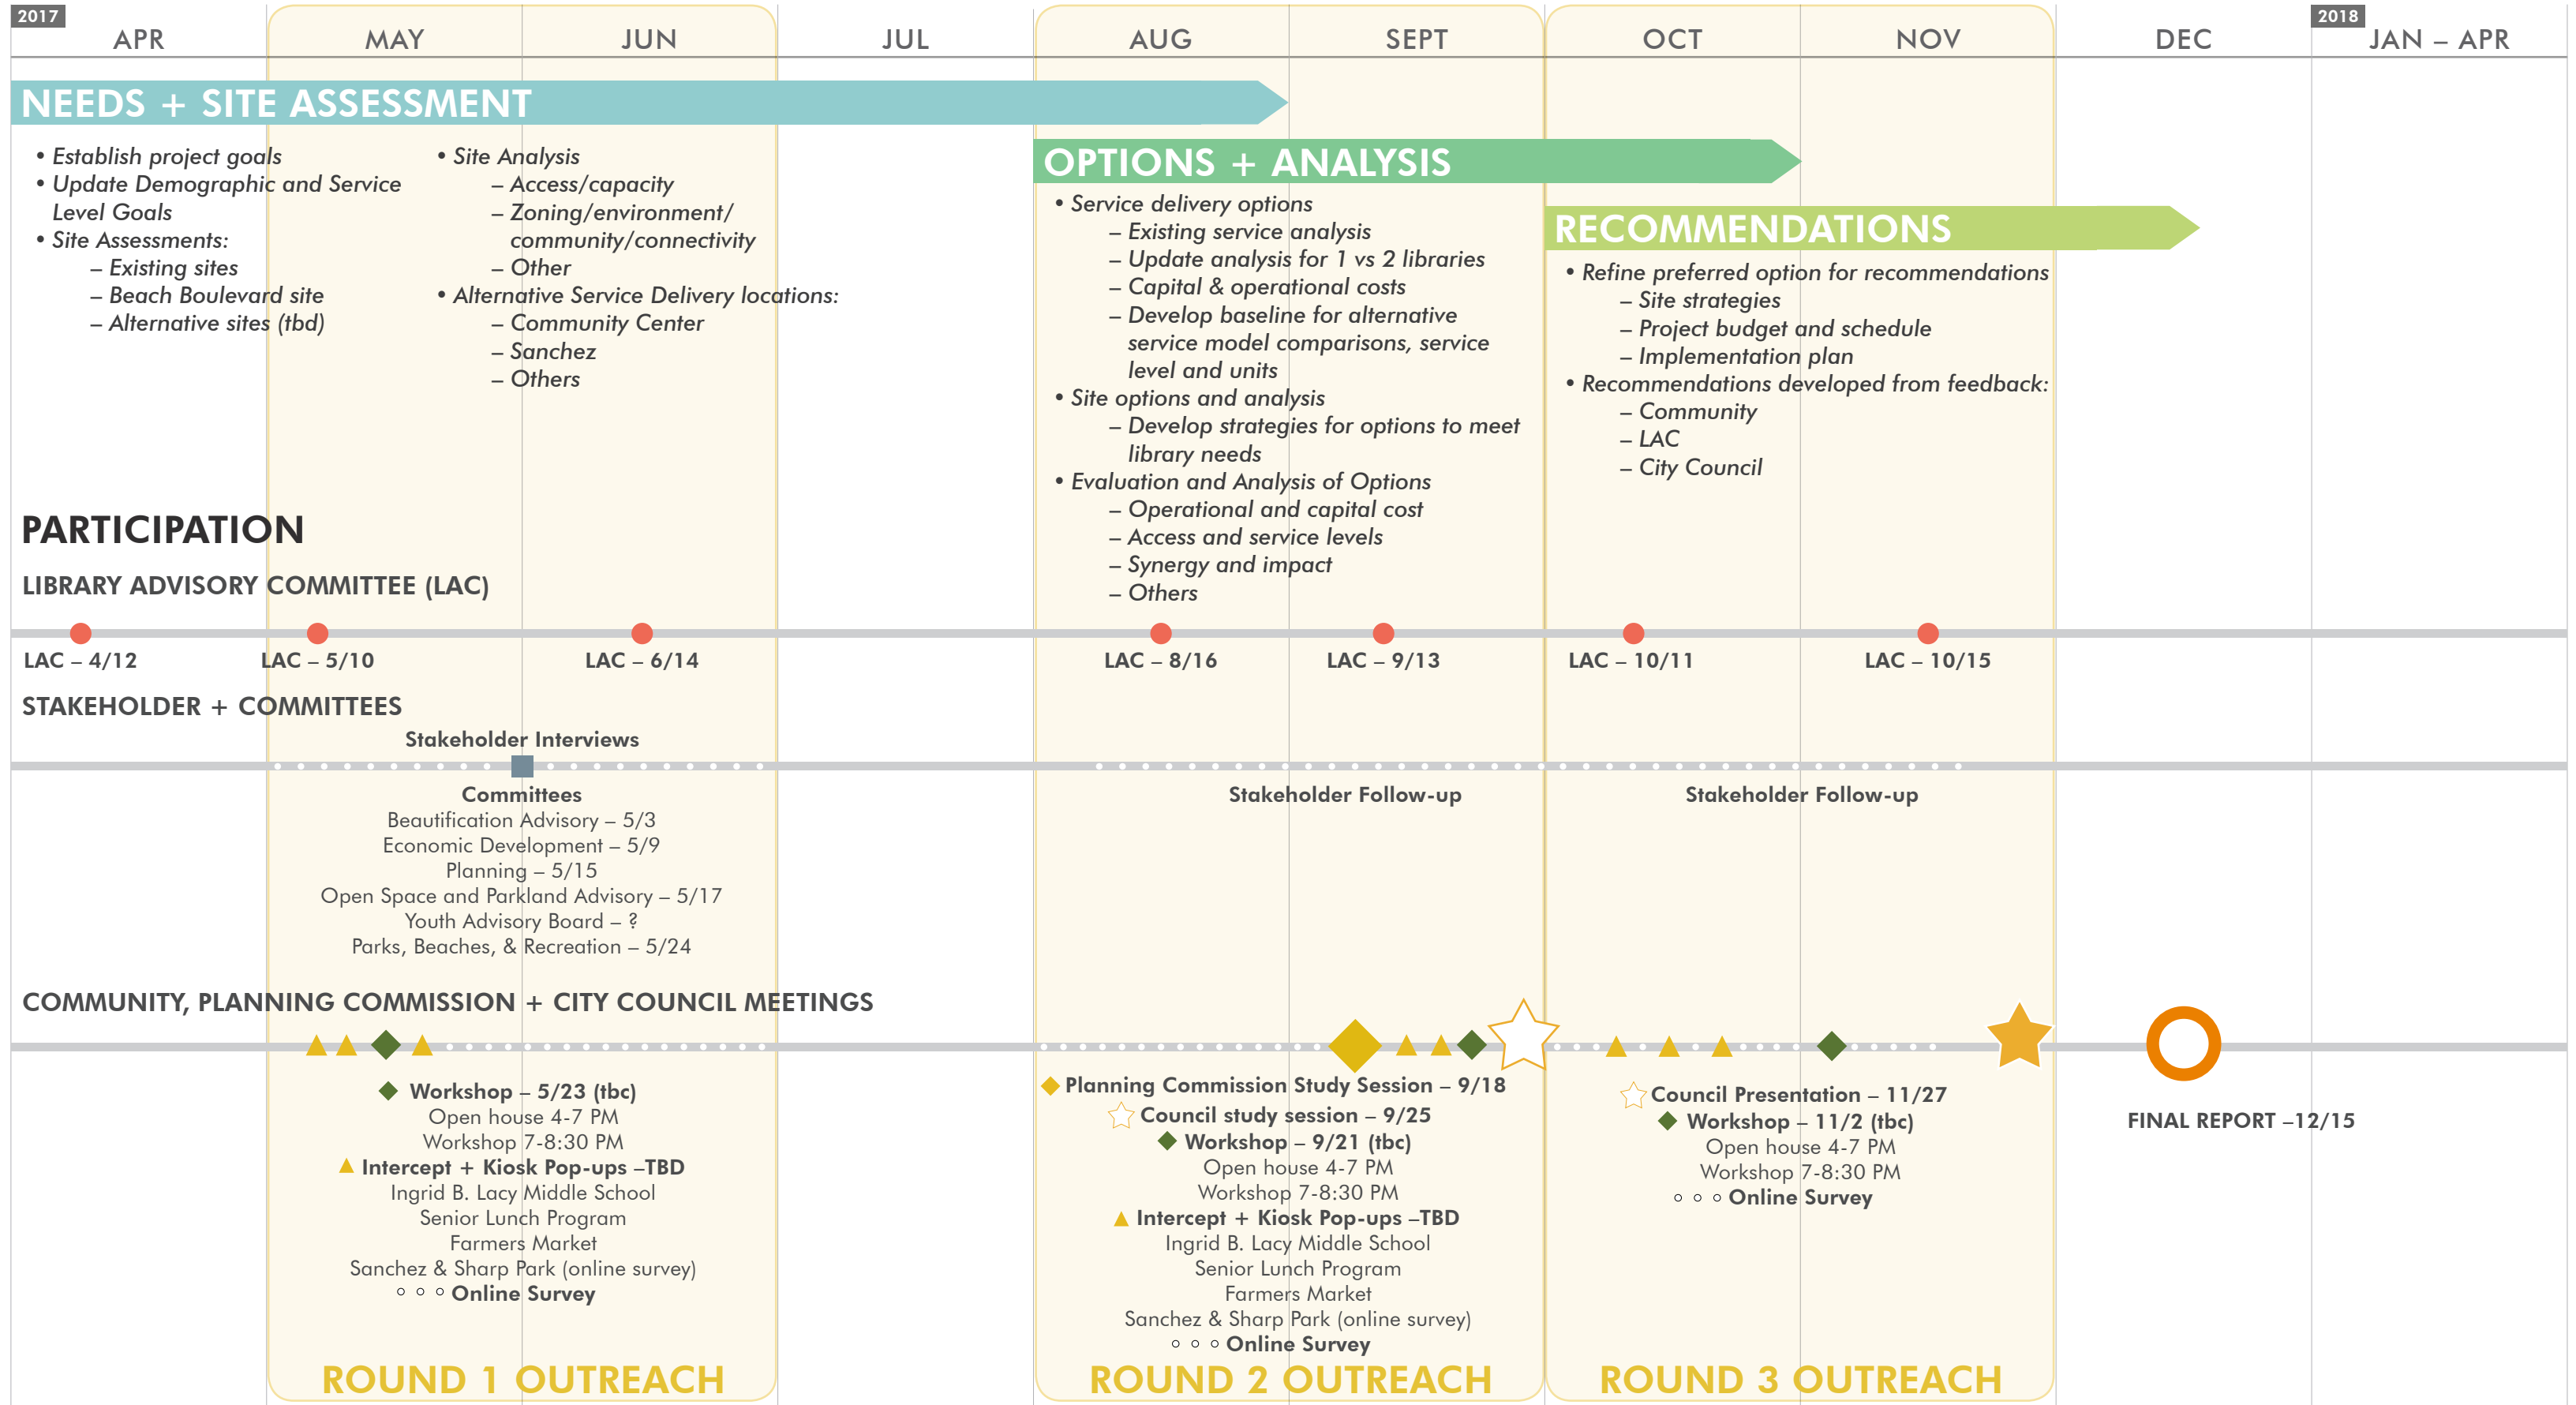 2017
2018
APR
MAY
JUN
JUL
AUG
SEPT
OCT
NOV
DEC
JAN – APR
NEEDS + SITE ASSESSMENT
• Establish project goals
• Update Demographic and Service
Level Goals
• Site Assessments:
– Existing sites
– Beach Boulevard site
– Alternative sites (tbd)
• Site Analysis
– Access/capacity
– Zoning/environment/
community/connectivity
– Other
• Alternative Service Delivery locations:
– Community Center
– Sanchez
– Others
OPTIONS + ANALYSIS
• Service delivery options
– Existing service analysis
– Update analysis for 1 vs 2 libraries
– Capital & operational costs
– Develop baseline for alternative
service model comparisons, service
level and units
• Site options and analysis
– Develop strategies for options to meet
library needs
• Evaluation and Analysis of Options
– Operational and capital cost
– Access and service levels
– Synergy and impact
– Others
RECOMMENDATIONS
• Refine preferred option for recommendations
– Site strategies
– Project budget and schedule
– Implementation plan
• Recommendations developed from feedback:
– Community
– LAC
– City Council
PARTICIPATION
LIBRARY ADVISORY COMMITTEE (LAC)
LAC – 4/12
LAC – 5/10
LAC – 6/14
LAC – 8/16
LAC – 9/13
LAC – 10/11
LAC – 10/15
STAKEHOLDER + COMMITTEES
Stakeholder Interviews
Committees
Beautification Advisory – 5/3
Economic Development – 5/9
Planning – 5/15
Open Space and Parkland Advisory – 5/17
Youth Advisory Board – ?
Parks, Beaches, & Recreation – 5/24
Stakeholder Follow-up
Stakeholder Follow-up
COMMUNITY, PLANNING COMMISSION + CITY COUNCIL MEETINGS
Workshop – 5/23 (tbc)
Open house 4-7 PM
Workshop 7-8:30 PM
Intercept + Kiosk Pop-ups –TBD
Ingrid B. Lacy Middle School
Senior Lunch Program
Farmers Market
Sanchez & Sharp Park (online survey)
Online Survey
Planning Commission Study Session – 9/18
Council study session – 9/25
Workshop – 9/21 (tbc)
Open house 4-7 PM
Workshop 7-8:30 PM
Intercept + Kiosk Pop-ups –TBD
Ingrid B. Lacy Middle School
Senior Lunch Program
Farmers Market
Sanchez & Sharp Park (online survey)
Online Survey
Council Presentation – 11/27
Workshop – 11/2 (tbc)
Open house 4-7 PM
Workshop 7-8:30 PM
Online Survey
FINAL REPORT –12/15
ROUND 1 OUTREACH
ROUND 2 OUTREACH
ROUND 3 OUTREACH